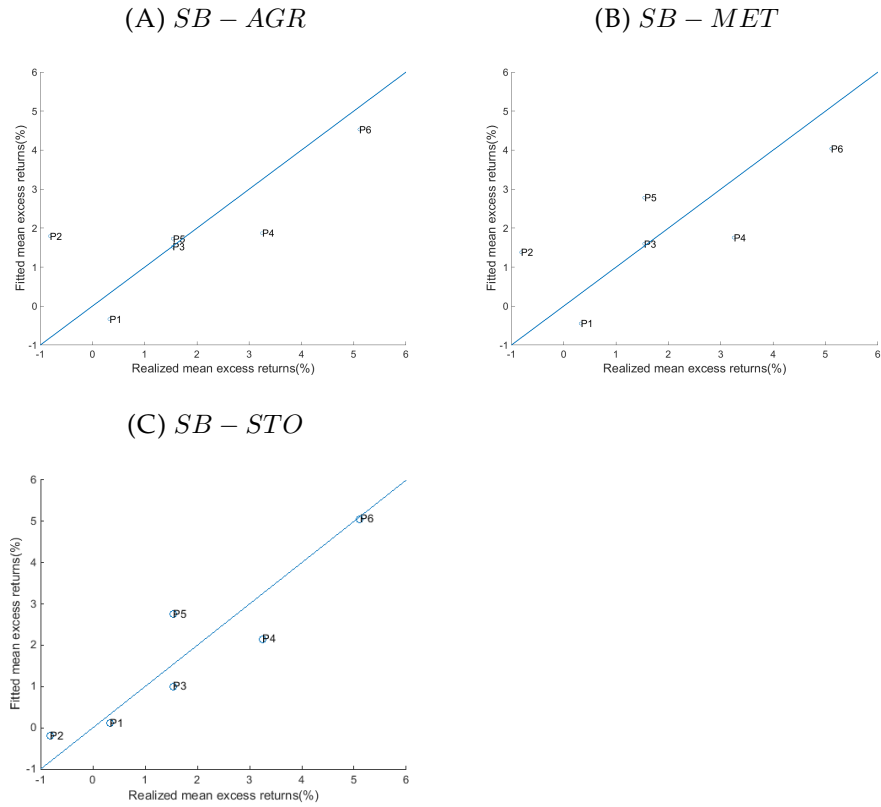 (A) SB − AGR
6
5
4
3
2
1
0
-1
Fitted mean excess returns(%)
P6
P2
P5
P3
P4
P1
-1 0 1 2 3 4 5 6
Realized mean excess returns(%)
(B) SB − MET
6
5
4
3
2
1
0
-1
Fitted mean excess returns(%)
P6
P5
P3
P4
P2
P1
-1 0 1 2 3 4 5 6
Realized mean excess returns(%)
(C) SB − STO
6
5
4
3
2
1
0
-1
Fitted mean excess returns(%)
P6
P5
P4
P3
P1
P2
-1 0 1 2 3 4 5 6
Realized mean excess returns(%)